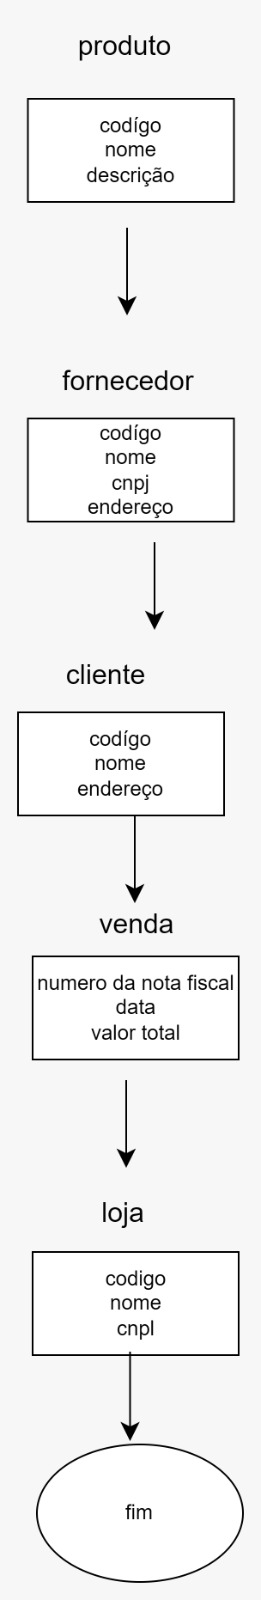 produto
codígo
nome
descrição
fornecedor
codígo
nome
cnpj
endereço
cliente
codígo
nome
endereço
venda
numero da nota fiscal
data
valor total
loja
codigo
nome
cnpl
fim